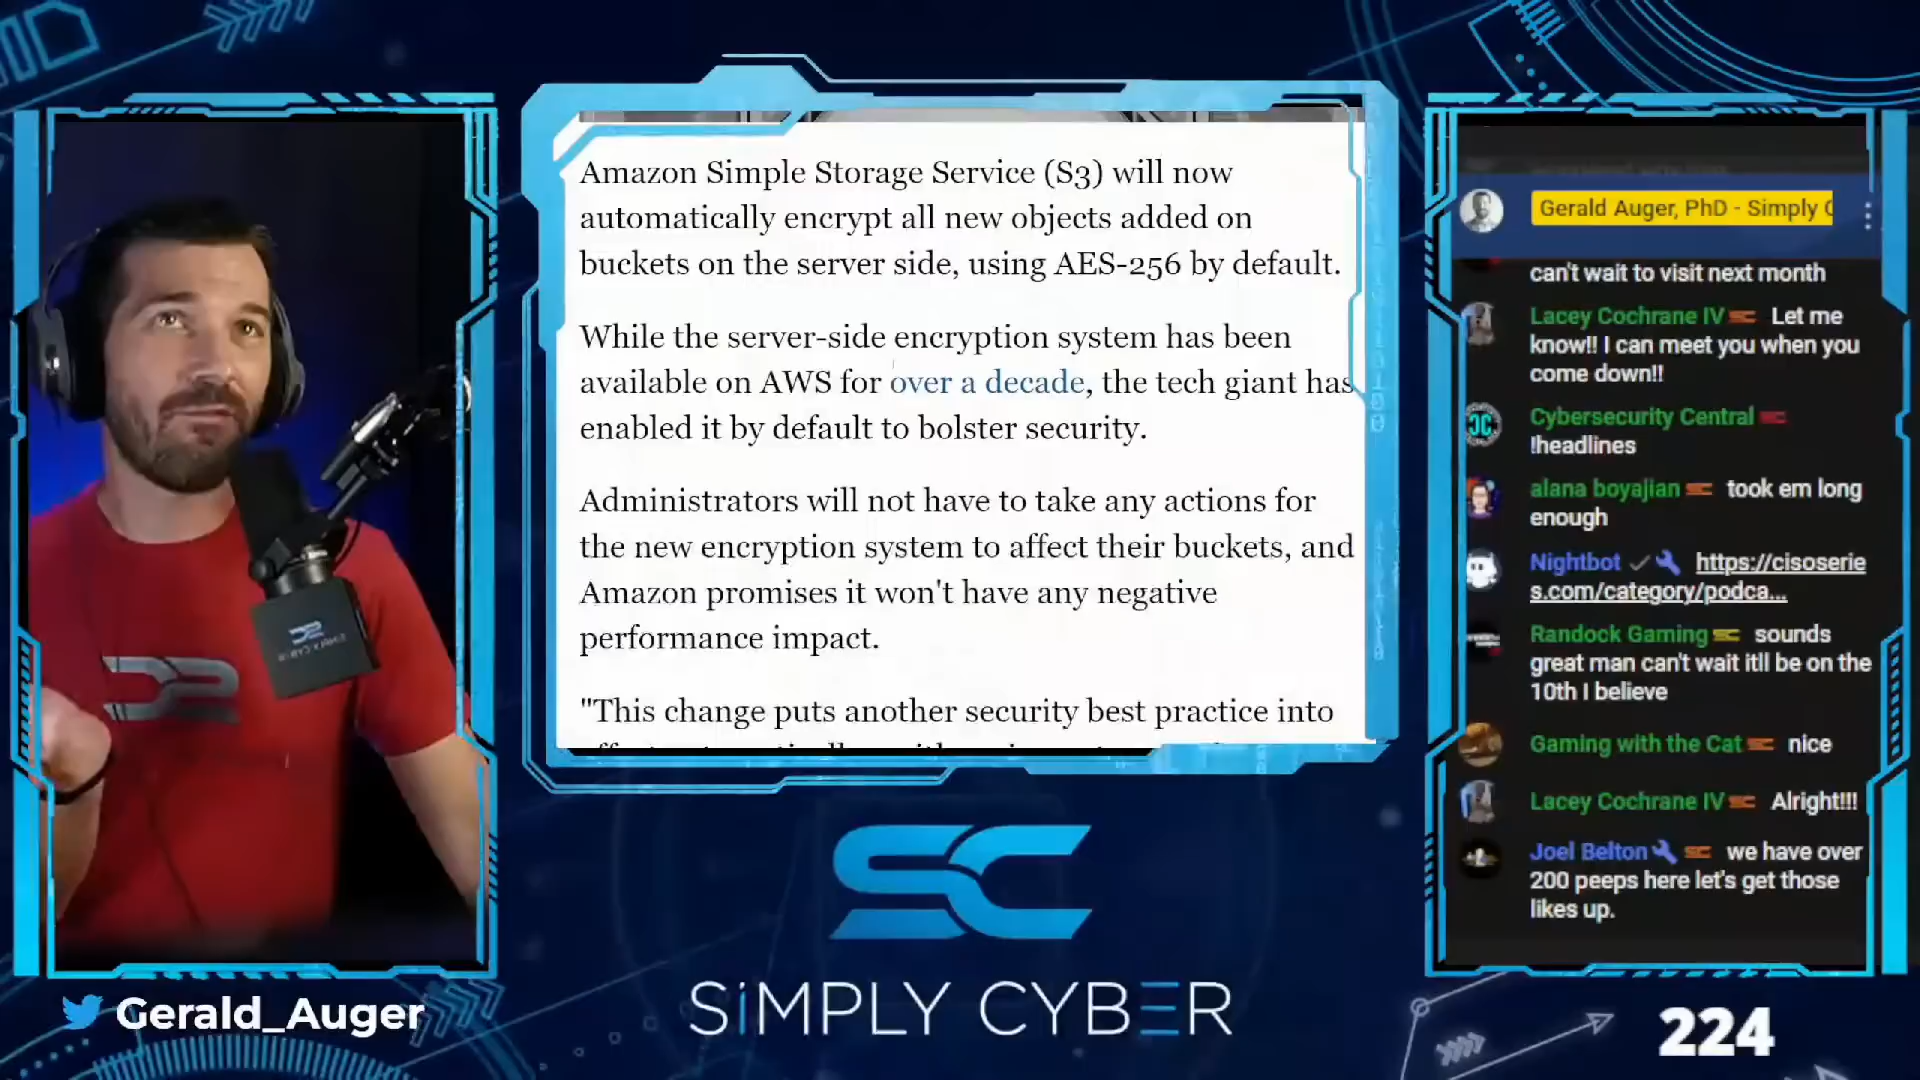 Amazon Simple Storage Service (S3) will now
automatically encrypt all new objects added on
buckets on the server side, using AES-256 by default.
While the server-side encryption system has been
available on AWS for over a decade, the tech giant has
enabled it by default to bolster security.
Administrators will not have to take any actions for
the new encryption system to affect their buckets, and
Amazon promises it won't have any negative
performance impact.
"This change puts another security best practice into
SC
SiMPLY CYBER
Gerald_Auger
Gerald Auger, PhD - Simply C
can't wait to visit next month
Lacey Cochrane IV SC Let me
know!! I can meet you when you
come down!!
Cybersecurity Central
!headlines
alana boyajian SC took em long
enough
Nightbot https://cisoserie
s.com/category/podca...
Randock Gaming SC sounds
great man can't wait itll be on the
10th I believe
Gaming with the Cat SC nice
Lacey Cochrane IV SC Alright!!!
Joel Belton SC we have over
200 peeps here let's get those
likes up.
224